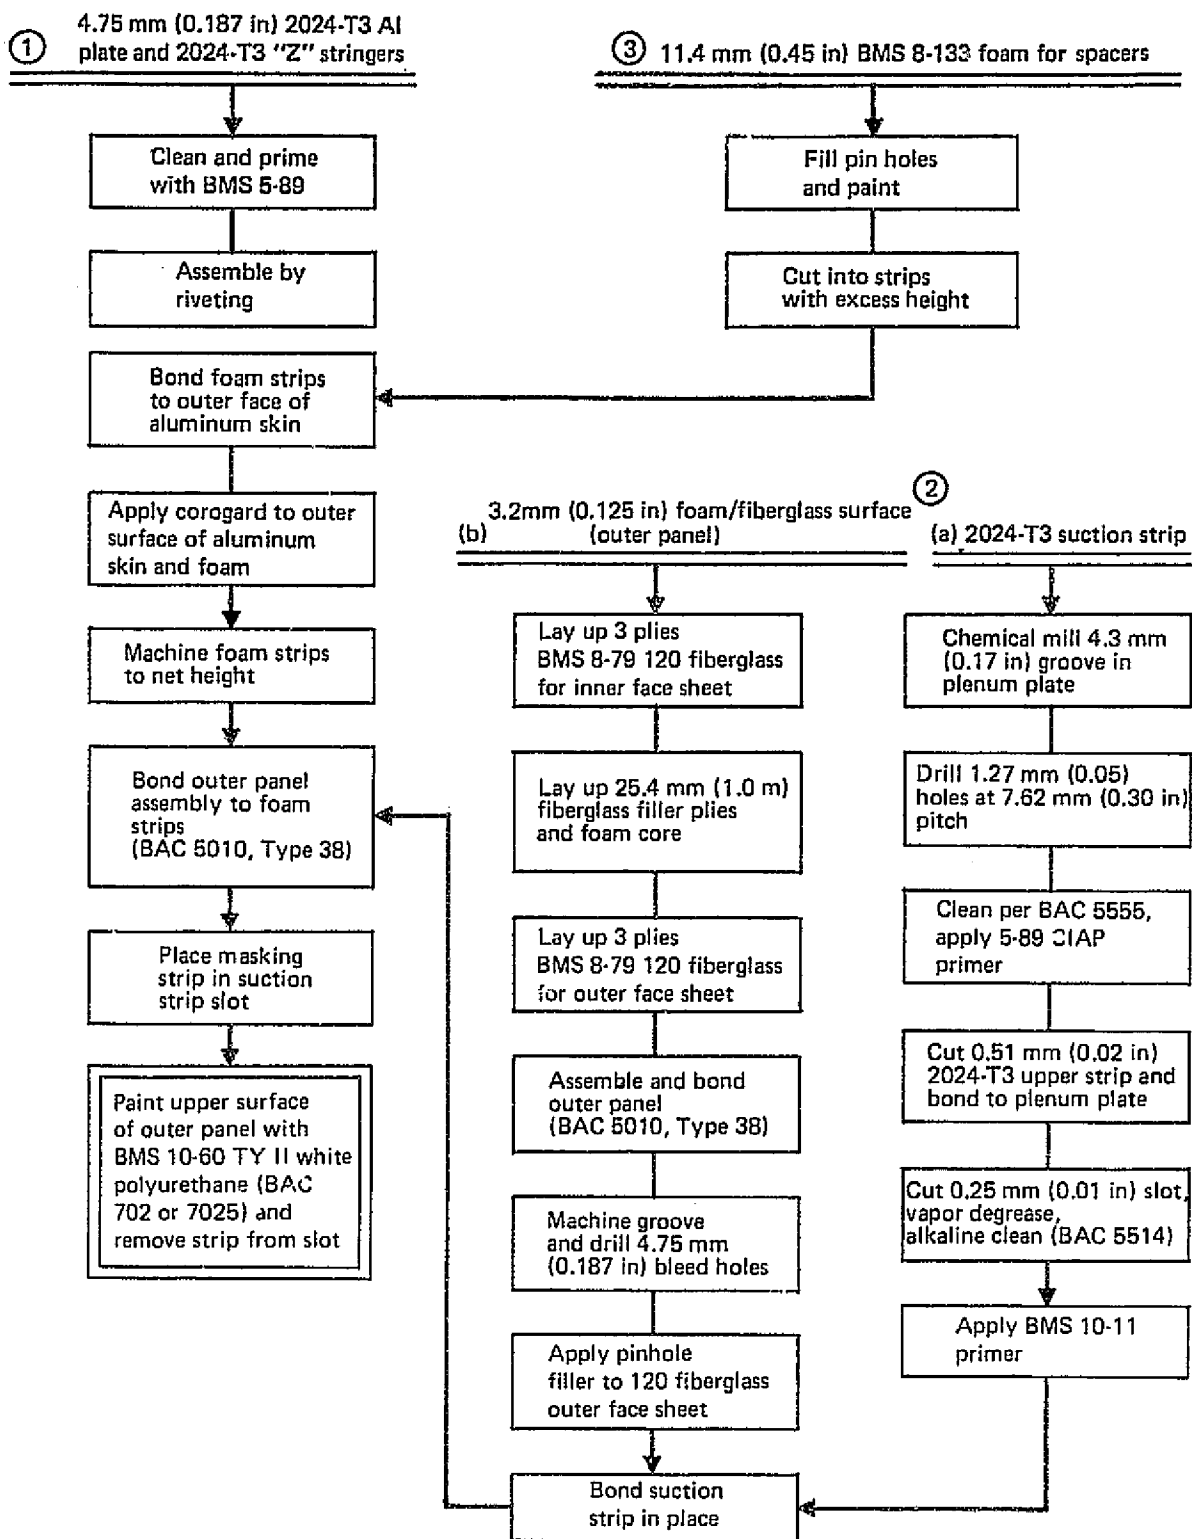 ①
4.75 mm (0.187 in) 2024-T3 Al
plate and 2024-T3 "Z" stringers
Clean and prime
with BMS 5-89
Assemble by
riveting
③ 11.4 mm (0.45 in) BMS 8-133 foam for spacers
Fill pin holes
and paint
Cut into strips
with excess height
Bond foam strips
to outer face of
aluminum skin
Apply corogard to outer
surface of aluminum
skin and foam
Machine foam strips
to net height
Bond outer panel
assembly to foam
strips
(BAC 5010, Type 38)
Place masking
strip in suction
strip slot
Paint upper surface
of outer panel with
BMS 10-60 TY II white
polyurethane (BAC
702 or 7025) and
remove strip from slot
②
3.2mm (0.125 in) foam/fiberglass surface
(b) (outer panel)
Lay up 3 plies
BMS 8-79 120 fiberglass
for inner face sheet
Lay up 25.4 mm (1.0 m)
fiberglass filler plies
and foam core
Lay up 3 plies
BMS 8-79 120 fiberglass
for outer face sheet
Assemble and bond
outer panel
(BAC 5010, Type 38)
Machine groove
and drill 4.75 mm
(0.187 in) bleed holes
Apply pinhole
filler to 120 fiberglass
outer face sheet
Bond suction
strip in place
(a) 2024-T3 suction strip
Chemical mill 4.3 mm
(0.17 in) groove in
plenum plate
Drill 1.27 mm (0.05)
holes at 7.62 mm (0.30 in)
pitch
Clean per BAC 5555,
apply 5-89 CIAP
primer
Cut 0.51 mm (0.02 in)
2024-T3 upper strip and
bond to plenum plate
Cut 0.25 mm (0.01 in) slot,
vapor degrease,
alkaline clean (BAC 5514)
Apply BMS 10-11
primer